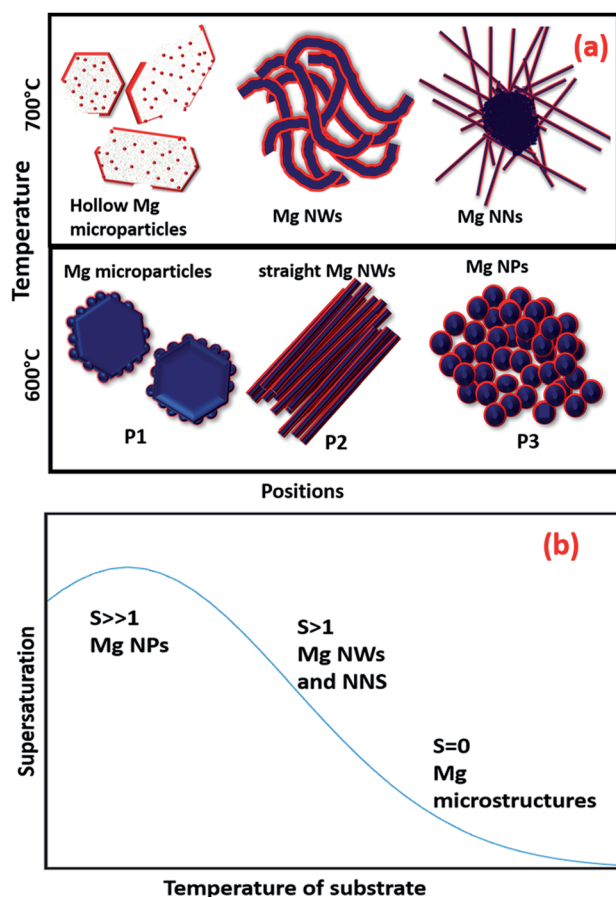 (a)
700°C
Hollow Mg
microparticles
Mg NWs
Mg NNs
Temperature
600°C
Mg microparticles
straight Mg NWs
Mg NPs
P1
P2
P3
Positions
(b)
Supersaturation
S>>1
Mg NPs
S>1
Mg NWs
and NNS
S=0
Mg
microstructures
Temperature of substrate